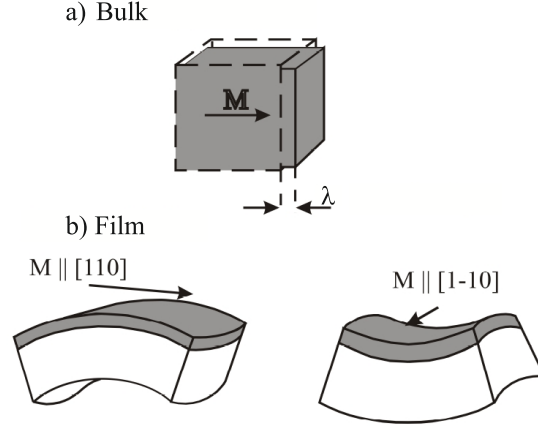 a) Bulk
M
λ
b) Film
M || [110]
M || [1-10]